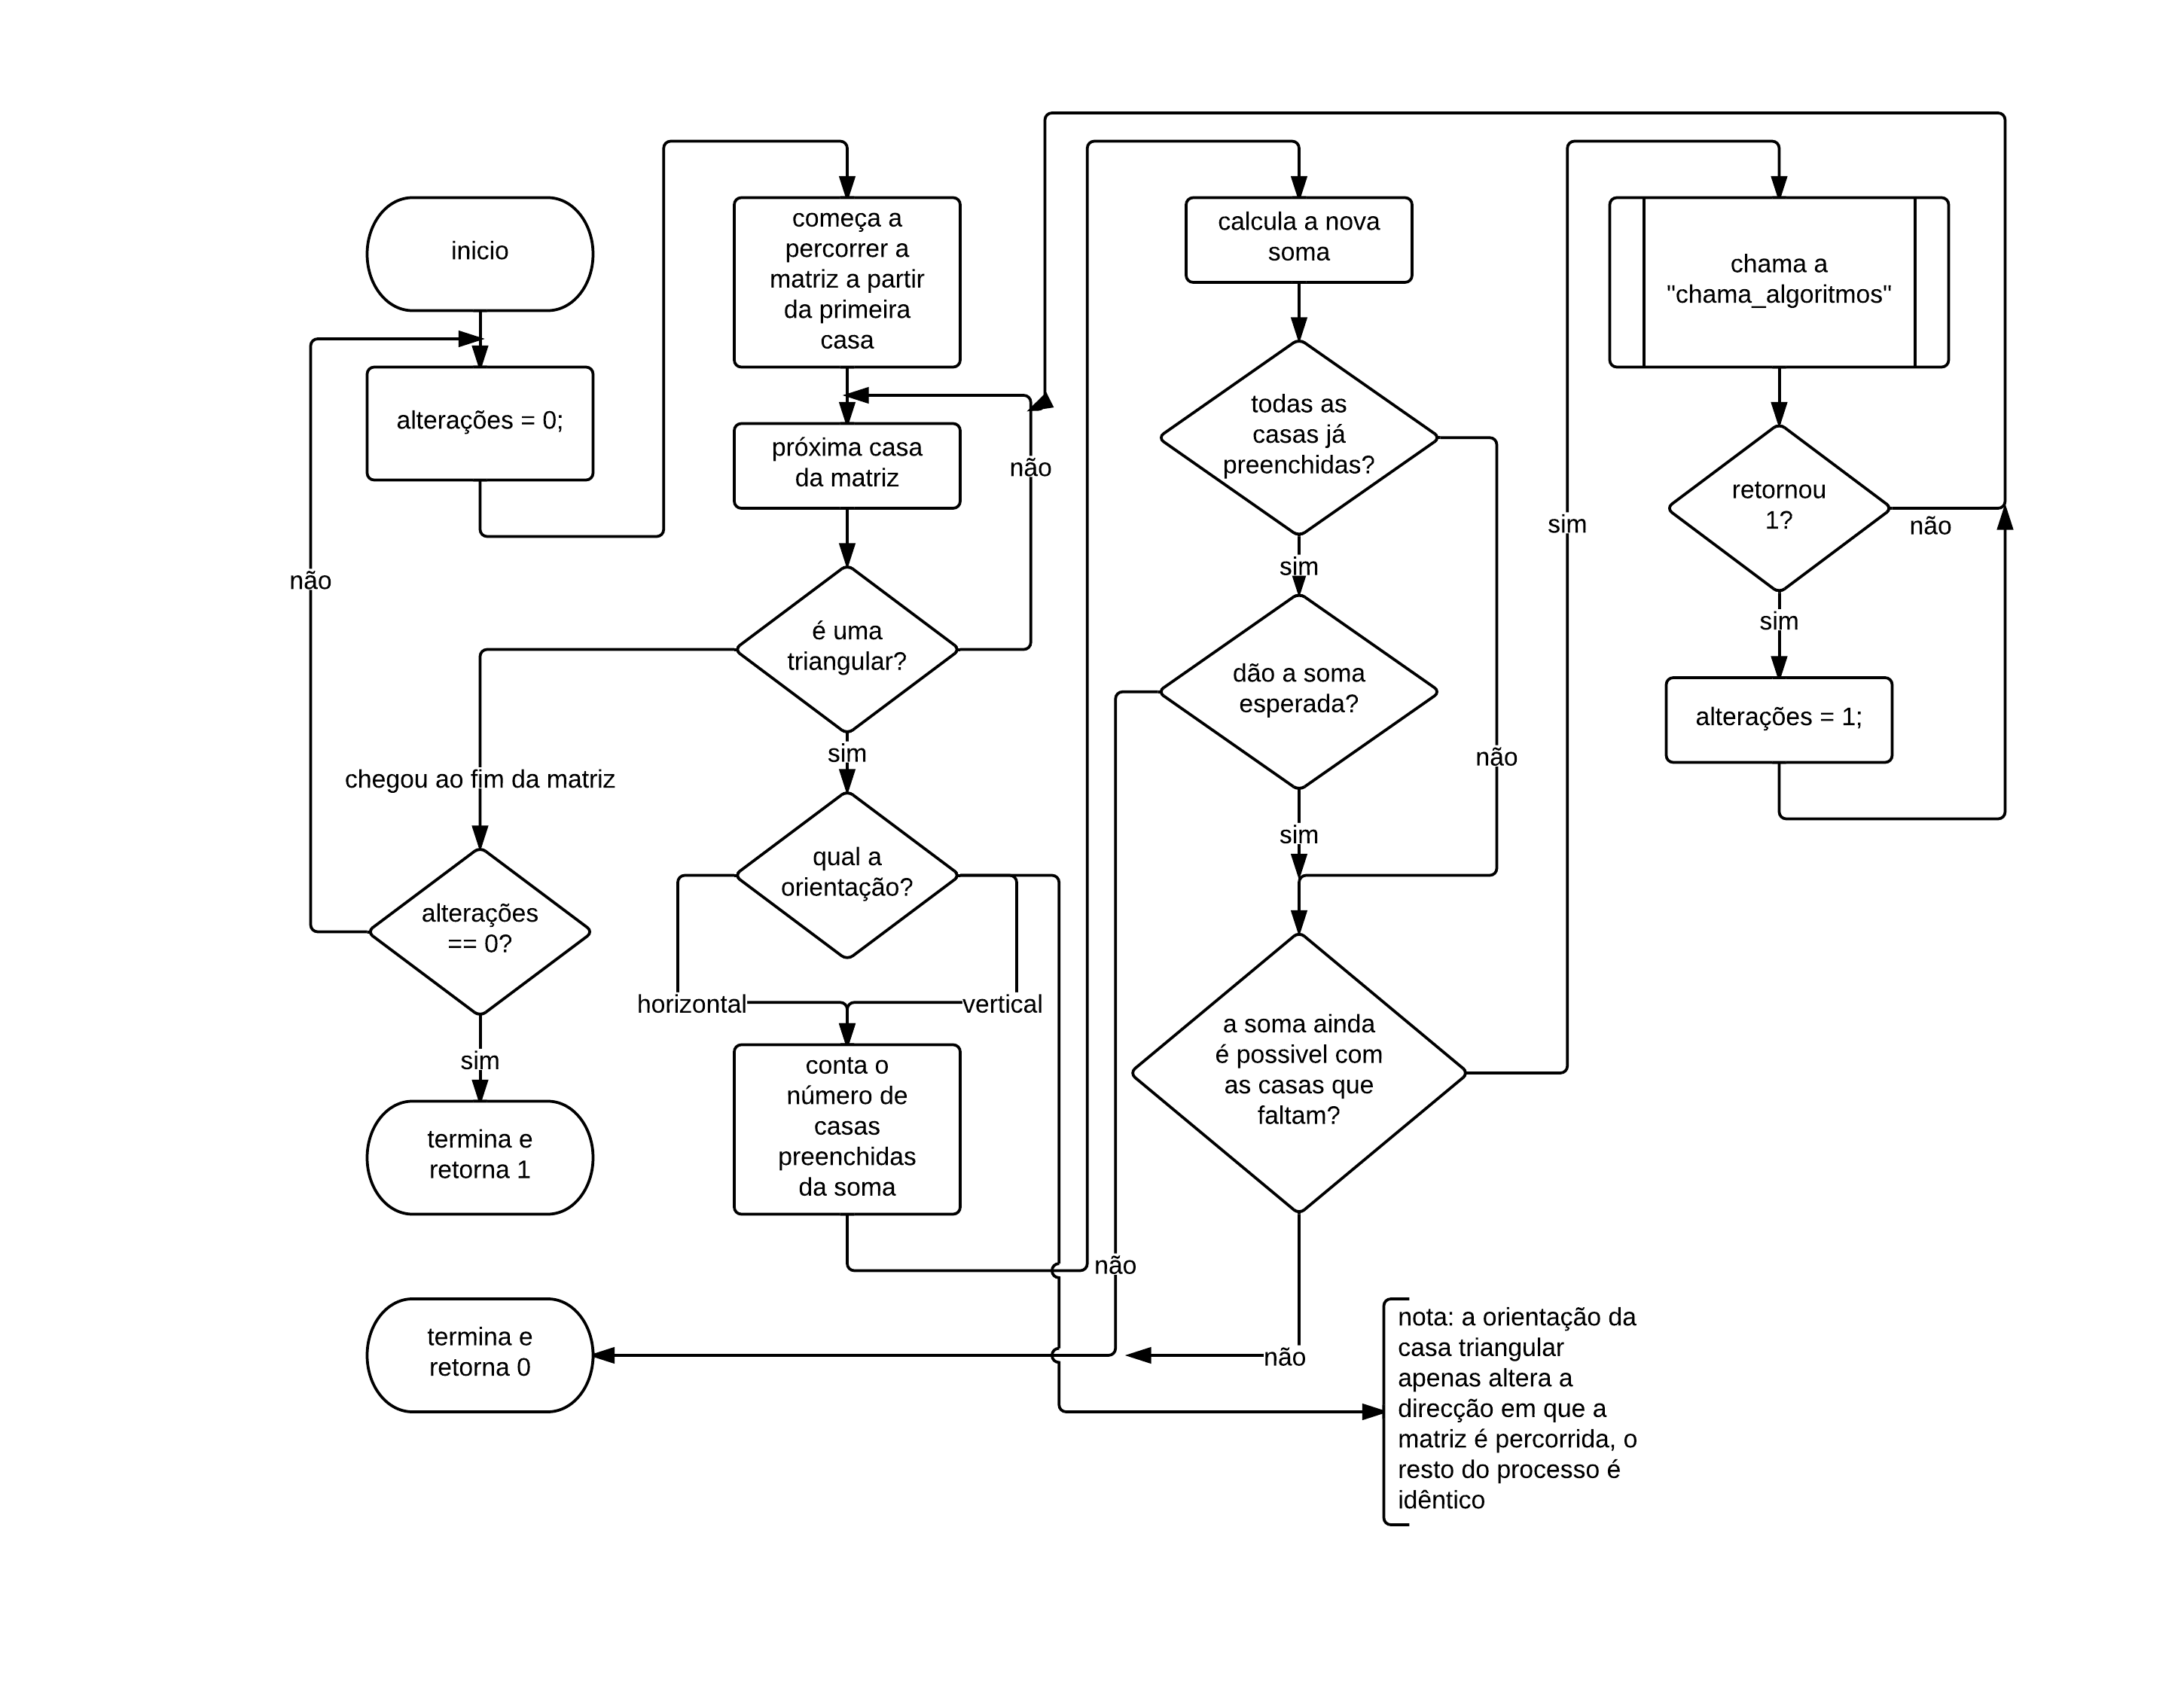 inicio
alterações = 0;
não
chegou ao fim da matriz
alterações
== 0?
sim
termina e
retorna 1
termina e
retorna 0
começa a
percorrer a
matriz a partir
da primeira
casa
próxima casa
da matriz
não
é uma
triangular?
sim
qual a
orientação?
horizontal
vertical
conta o
número de
casas
preenchidas
da soma
calcula a nova
soma
todas as
casas já
preenchidas?
sim
não
dão a soma
esperada?
não
sim
a soma ainda
é possivel com
as casas que
faltam?
não
sim
chama a
"chama_algoritmos"
retornou
1?
não
sim
alterações = 1;
nota: a orientação da
casa triangular
apenas altera a
direcção em que a
matriz é percorrida, o
resto do processo é
idêntico